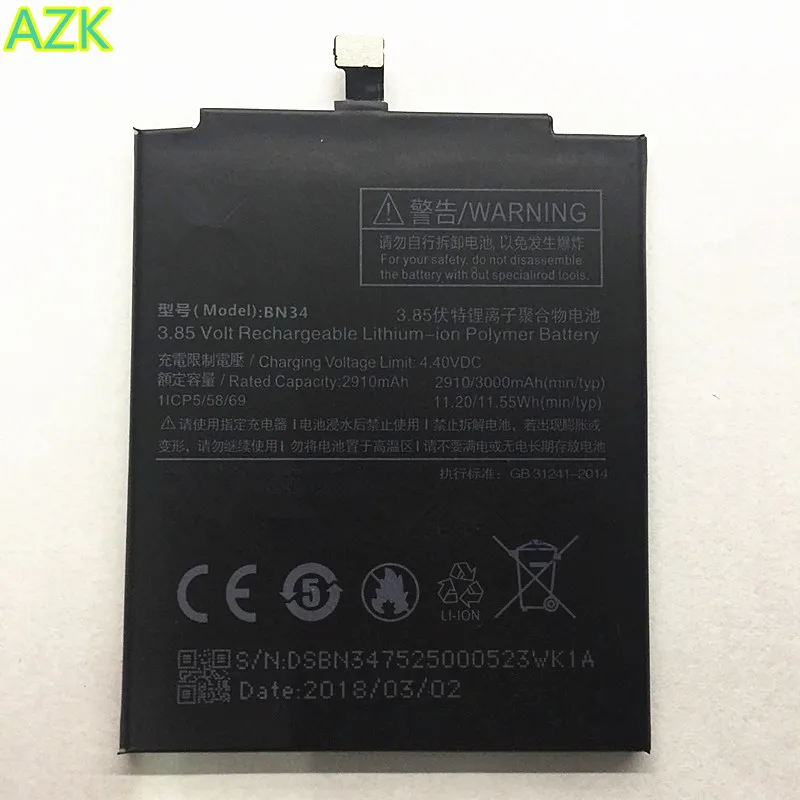 AZK
警告/WARNING
请勿自行拆卸电池, 以免发生爆炸
For your safety. do not disassemble
the battery with out specialirod tools.
型号(Model):BN34 3.85伏特锂离子聚合物电池
3.85 Volt Rechargeable Lithium-ion Polymer Battery
充電限制電壓/ Charging Voltage Limit: 4.40VDC
額定容量/ Rated Capacity:2910mAh 2910/3000mAh(min/typ)
1ICP5/58/69 11.20/11.55Wh(min/typ)
请使用指定充电器 | 电池浸水后禁止使用 | 禁止拆解电池, 若出现膨胀或
变形, 请勿继续使用 | 勿将电池置于高温区 | 请不要满电或无电长期存放电池
执行标准: GB 31241-2014
CE 5 LI-ION
S/N:DSBN347525000523WK1A
Date:2018/03/02